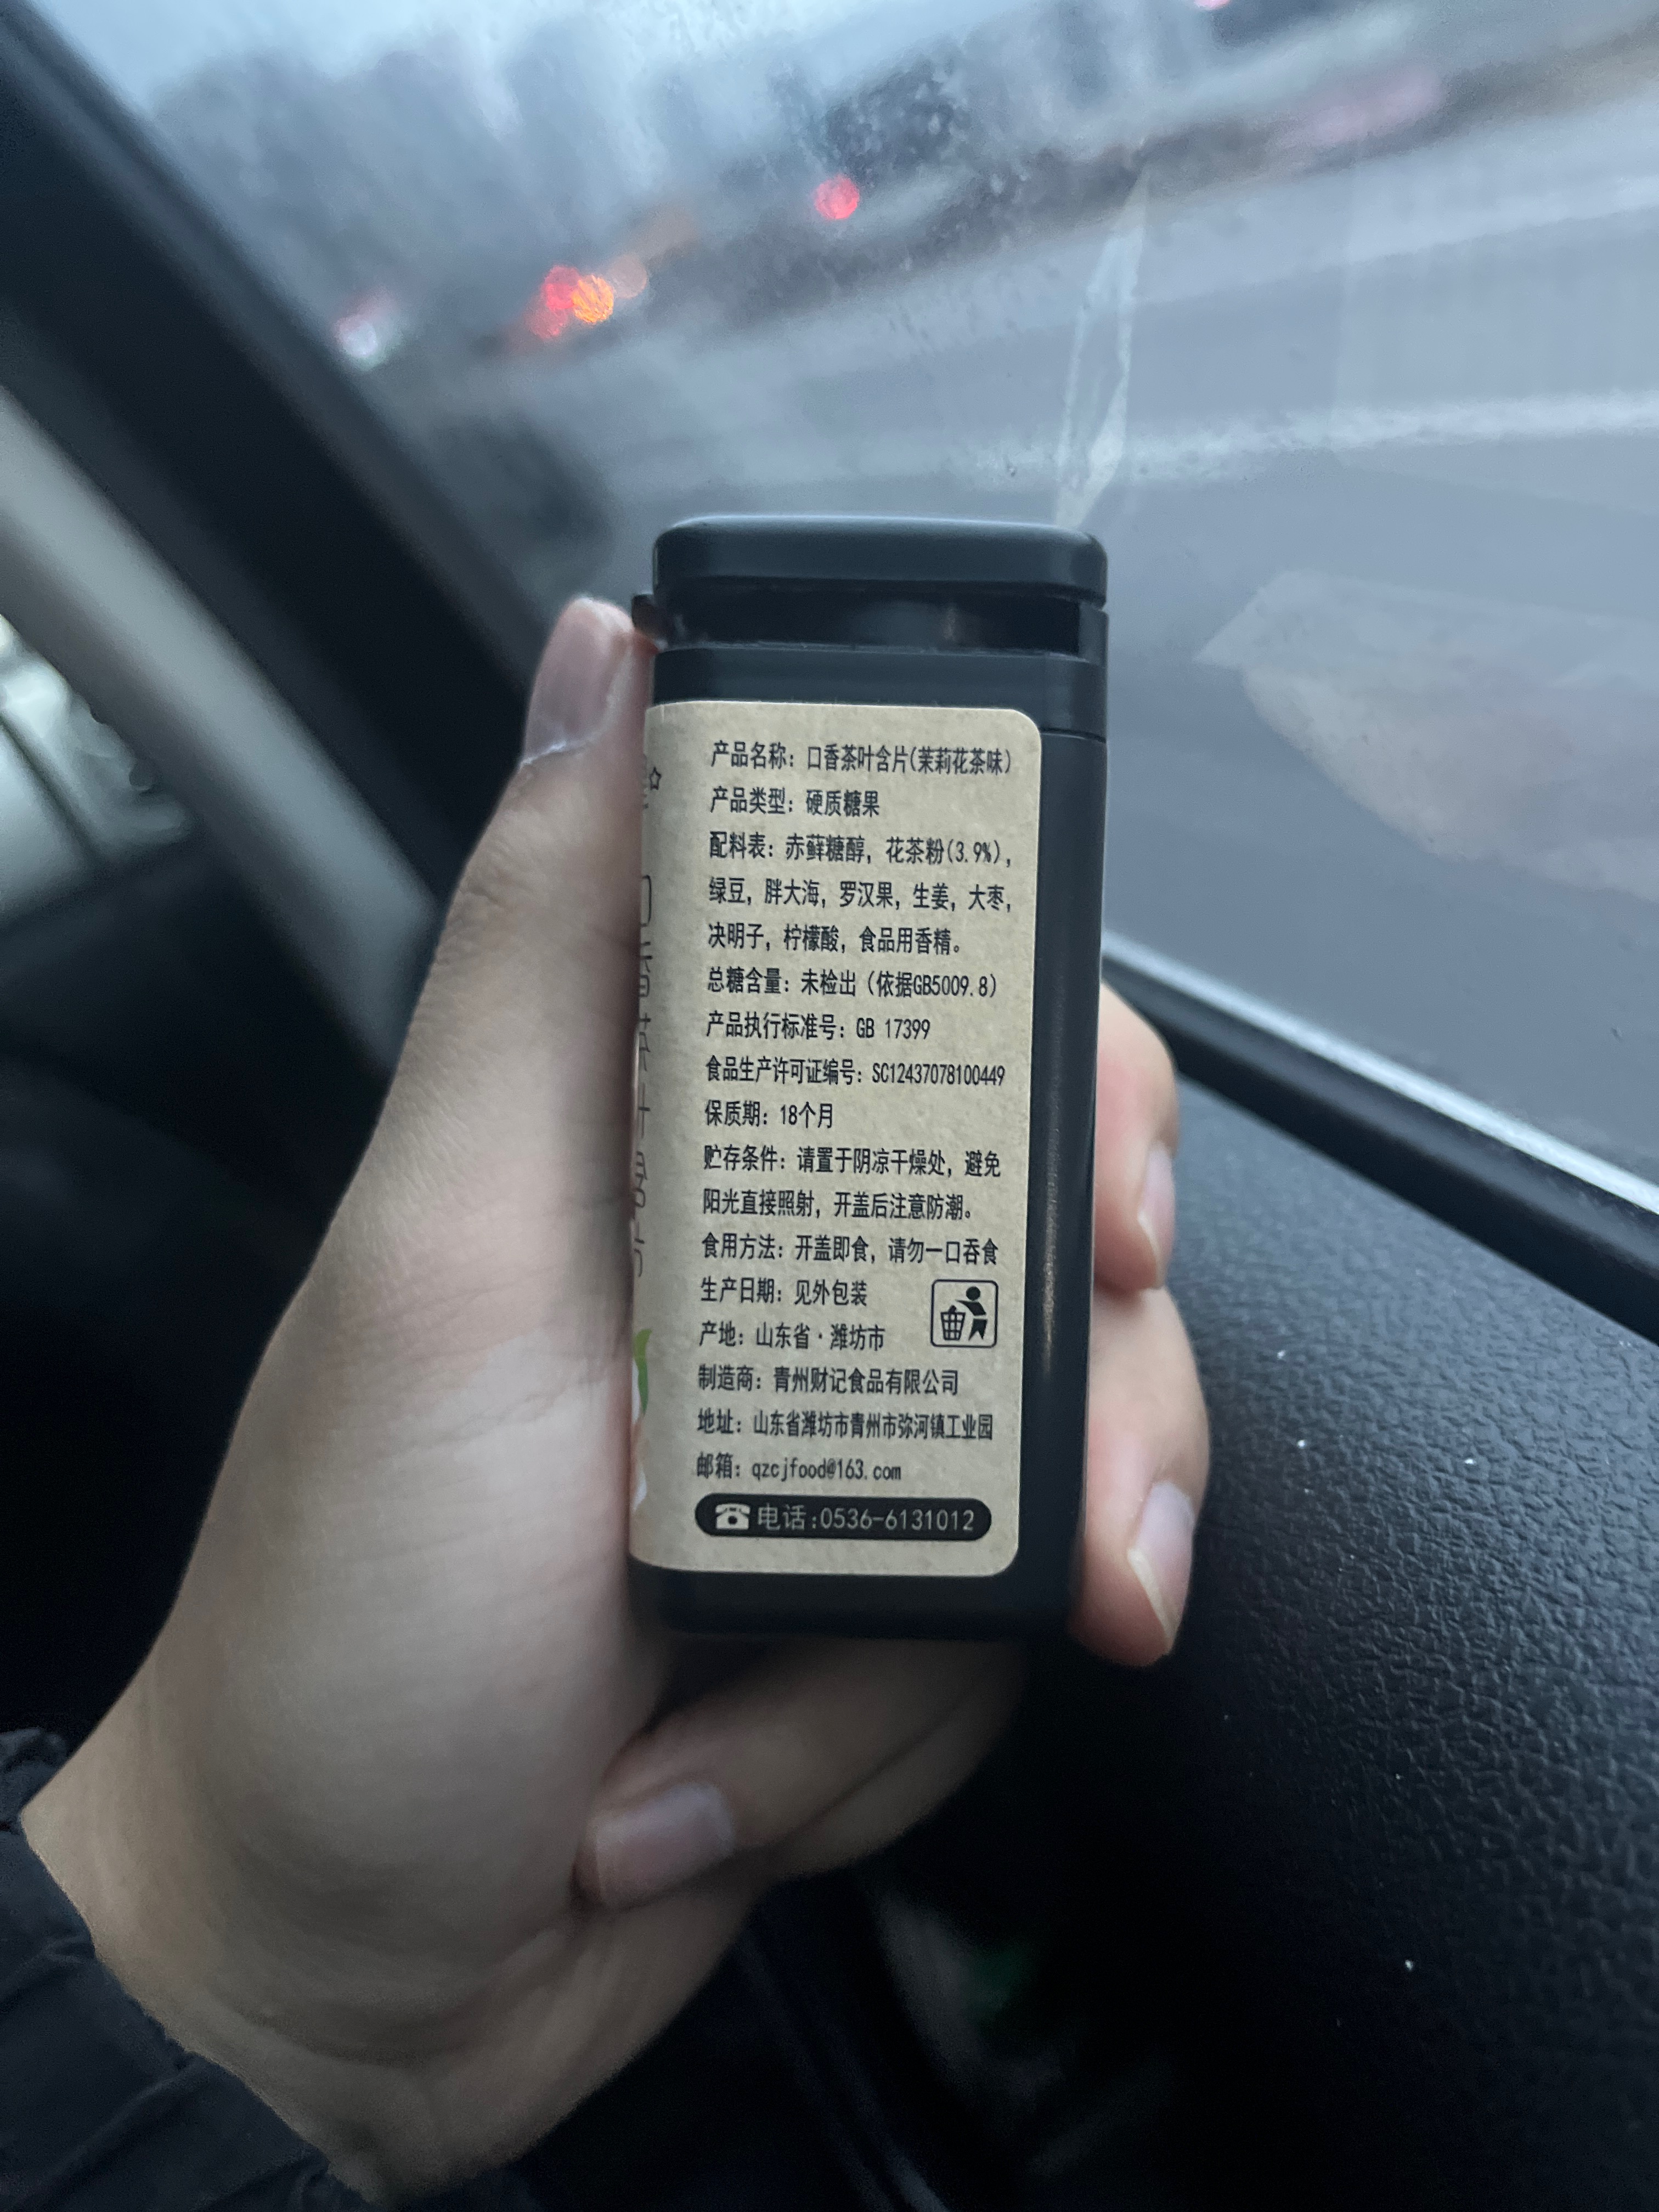 产品名称：口香茶叶含片(茉莉花茶味)
产品类型：硬质糖果
配料表：赤藓糖醇，花茶粉(3.9%)，
绿豆，胖大海，罗汉果，生姜，大枣，
决明子，柠檬酸，食品用香精。
总糖含量：未检出（依据GB5009.8）
产品执行标准号：GB 17399
食品生产许可证编号：SC12437078100449
保质期：18个月
贮存条件：请置于阴凉干燥处，避免
阳光直接照射，开盖后注意防潮。
食用方法：开盖即食，请勿一口吞食
生产日期：见外包装
产地：山东省·潍坊市
制造商：青州财记食品有限公司
地址：山东省潍坊市青州市弥河镇工业园
邮箱：qzcjfood@163.com
电话:0536-6131012